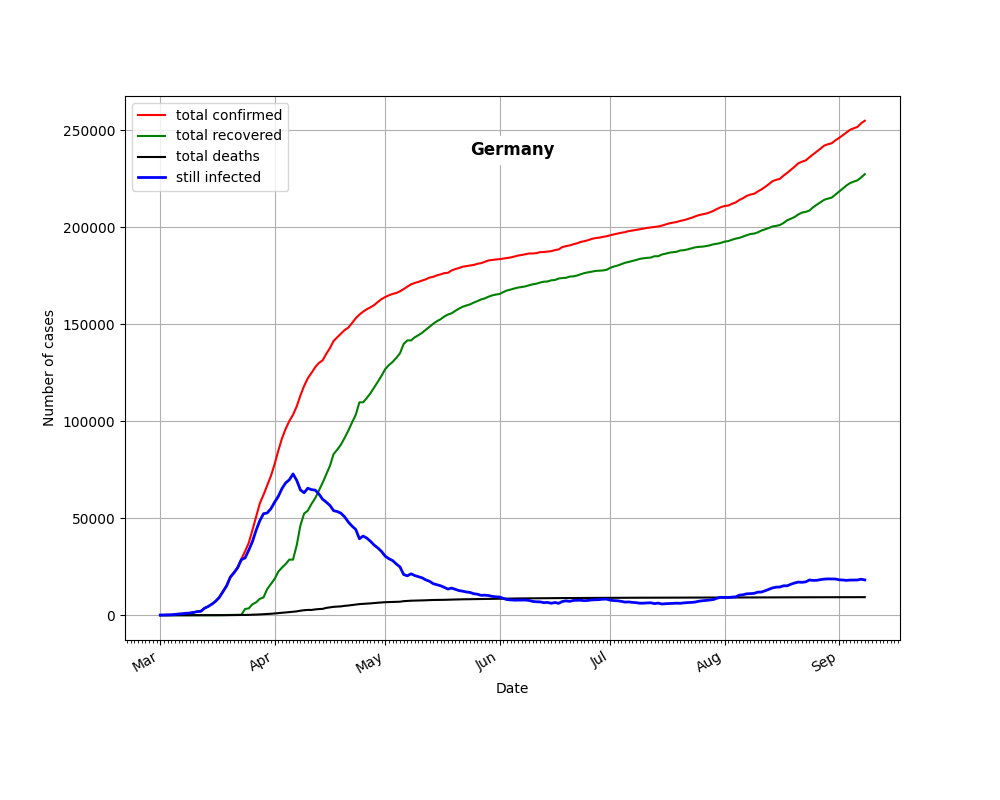 Germany
total confirmed
total recovered
total deaths
still infected
250000
200000
150000
100000
50000
0
Number of cases
Mar Apr May Jun Jul Aug Sep
Date